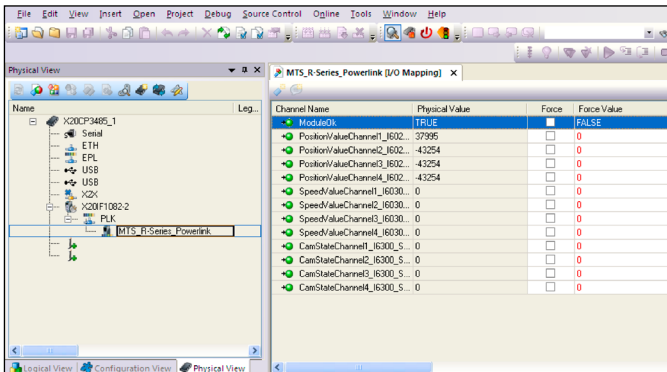 File Edit View Insert Open Project Debug Source Control Online Tools Window Help
Physical View
MTS_R-Series_Powerlink [I/O Mapping]
Name Leg...
X20CP3485_1
Serial
ETH
EPL
USB
USB
X2X
X20IF1082-2
PLK
MTS_R-Series_Powerlink
Logical View Configuration View Physical View
Channel Name Physical Value Force Force Value
ModuleOk TRUE FALSE
PositionValueChannel1_I602... 37995 0
PositionValueChannel2_I602... -43254 0
PositionValueChannel3_I602... -43254 0
PositionValueChannel4_I602... -43254 0
SpeedValueChannel1_I6030... 0 0
SpeedValueChannel2_I6030... 0 0
SpeedValueChannel3_I6030... 0 0
SpeedValueChannel4_I6030... 0 0
CamStateChannel1_I6300_S... 0 0
CamStateChannel2_I6300_S... 0 0
CamStateChannel3_I6300_S... 0 0
CamStateChannel4_I6300_S... 0 0